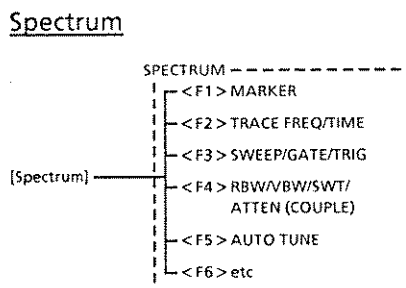 Spectrum
SPECTRUM
<F1> MARKER
<F2> TRACE FREQ/TIME
<F3> SWEEP/GATE/TRIG
[Spectrum]
<F4> RBW/VBW/SWT/
ATTEN (COUPLE)
<F5> AUTO TUNE
<F6> etc